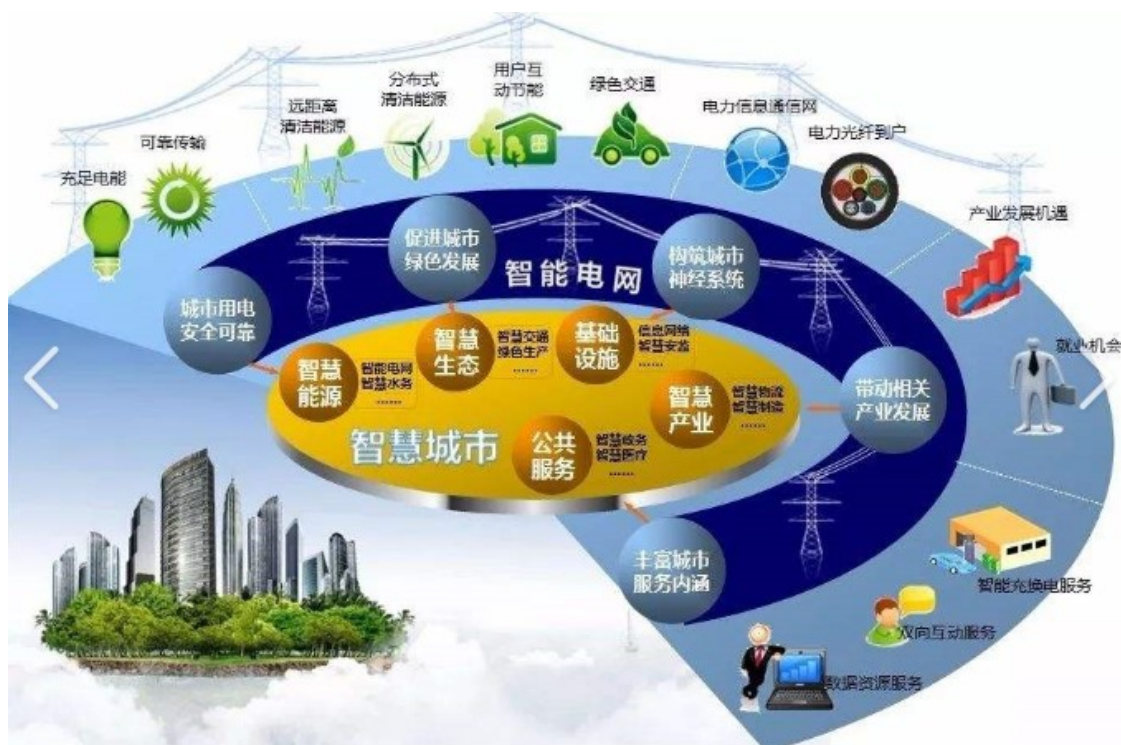 充足电能
可靠传输
远距离
清洁能源
分布式
清洁能源
用户互
动节能
绿色交通
电力信息通信网
电力光纤到户
产业发展机遇
就业机会
智能充换电服务
双向互动服务
数据资源服务
城市用电
安全可靠
促进城市
绿色发展
智能电网
构筑城市
神经系统
带动相关
产业发展
丰富城市
服务内涵
智慧
能源
智能电网
智慧水务
......
智慧
生态
智慧交通
绿色生产
......
基础
设施
信息网络
智慧安监
......
智慧
产业
智慧物流
智慧制造
......
智慧城市
公共
服务
智慧政务
智慧医疗
......